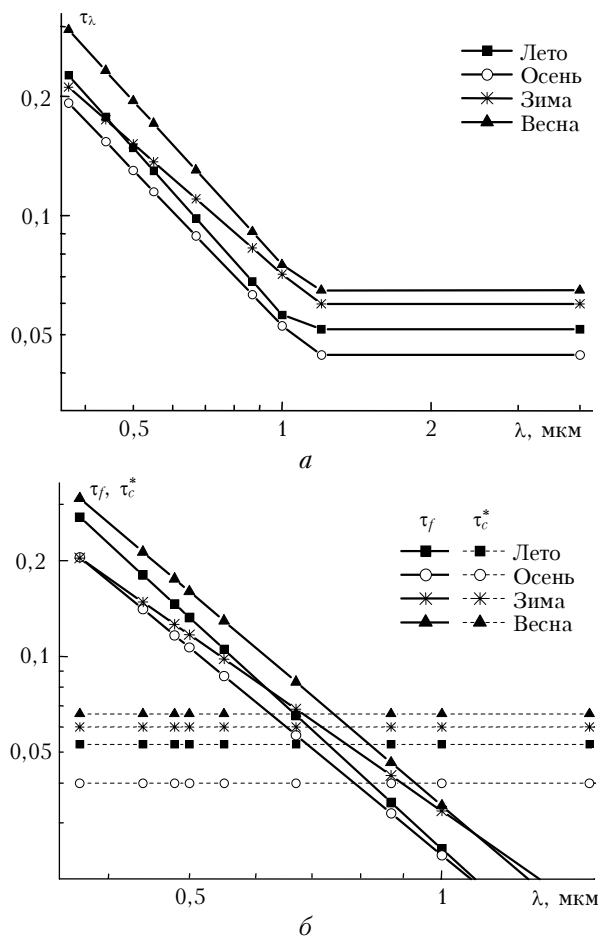 τλ
Лето
Осень
Зима
Весна
0,2
0,1
0,05
0,5 1 2 λ, мкм
а
τf, τc*
τf τc*
Лето
Осень
Зима
Весна
0,2
0,1
0,05
0,5 1 λ, мкм
б